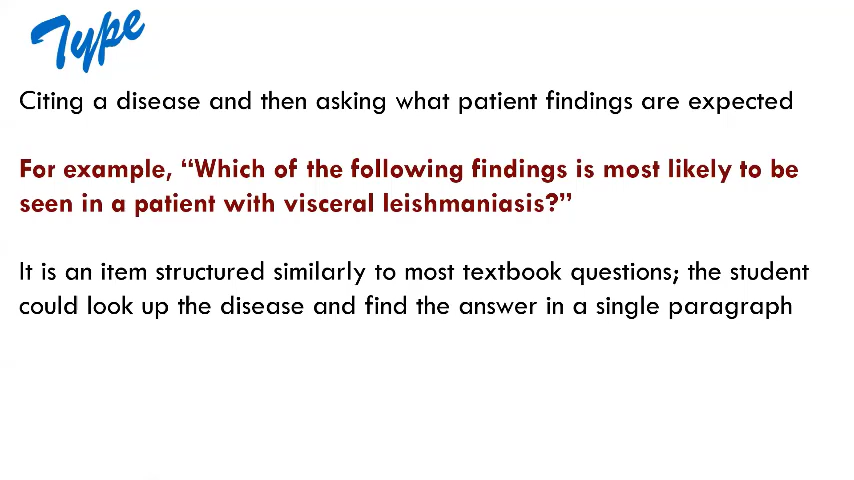 Type
Citing a disease and then asking what patient findings are expected
For example, “Which of the following findings is most likely to be
seen in a patient with visceral leishmaniasis?”
It is an item structured similarly to most textbook questions; the student
could look up the disease and find the answer in a single paragraph